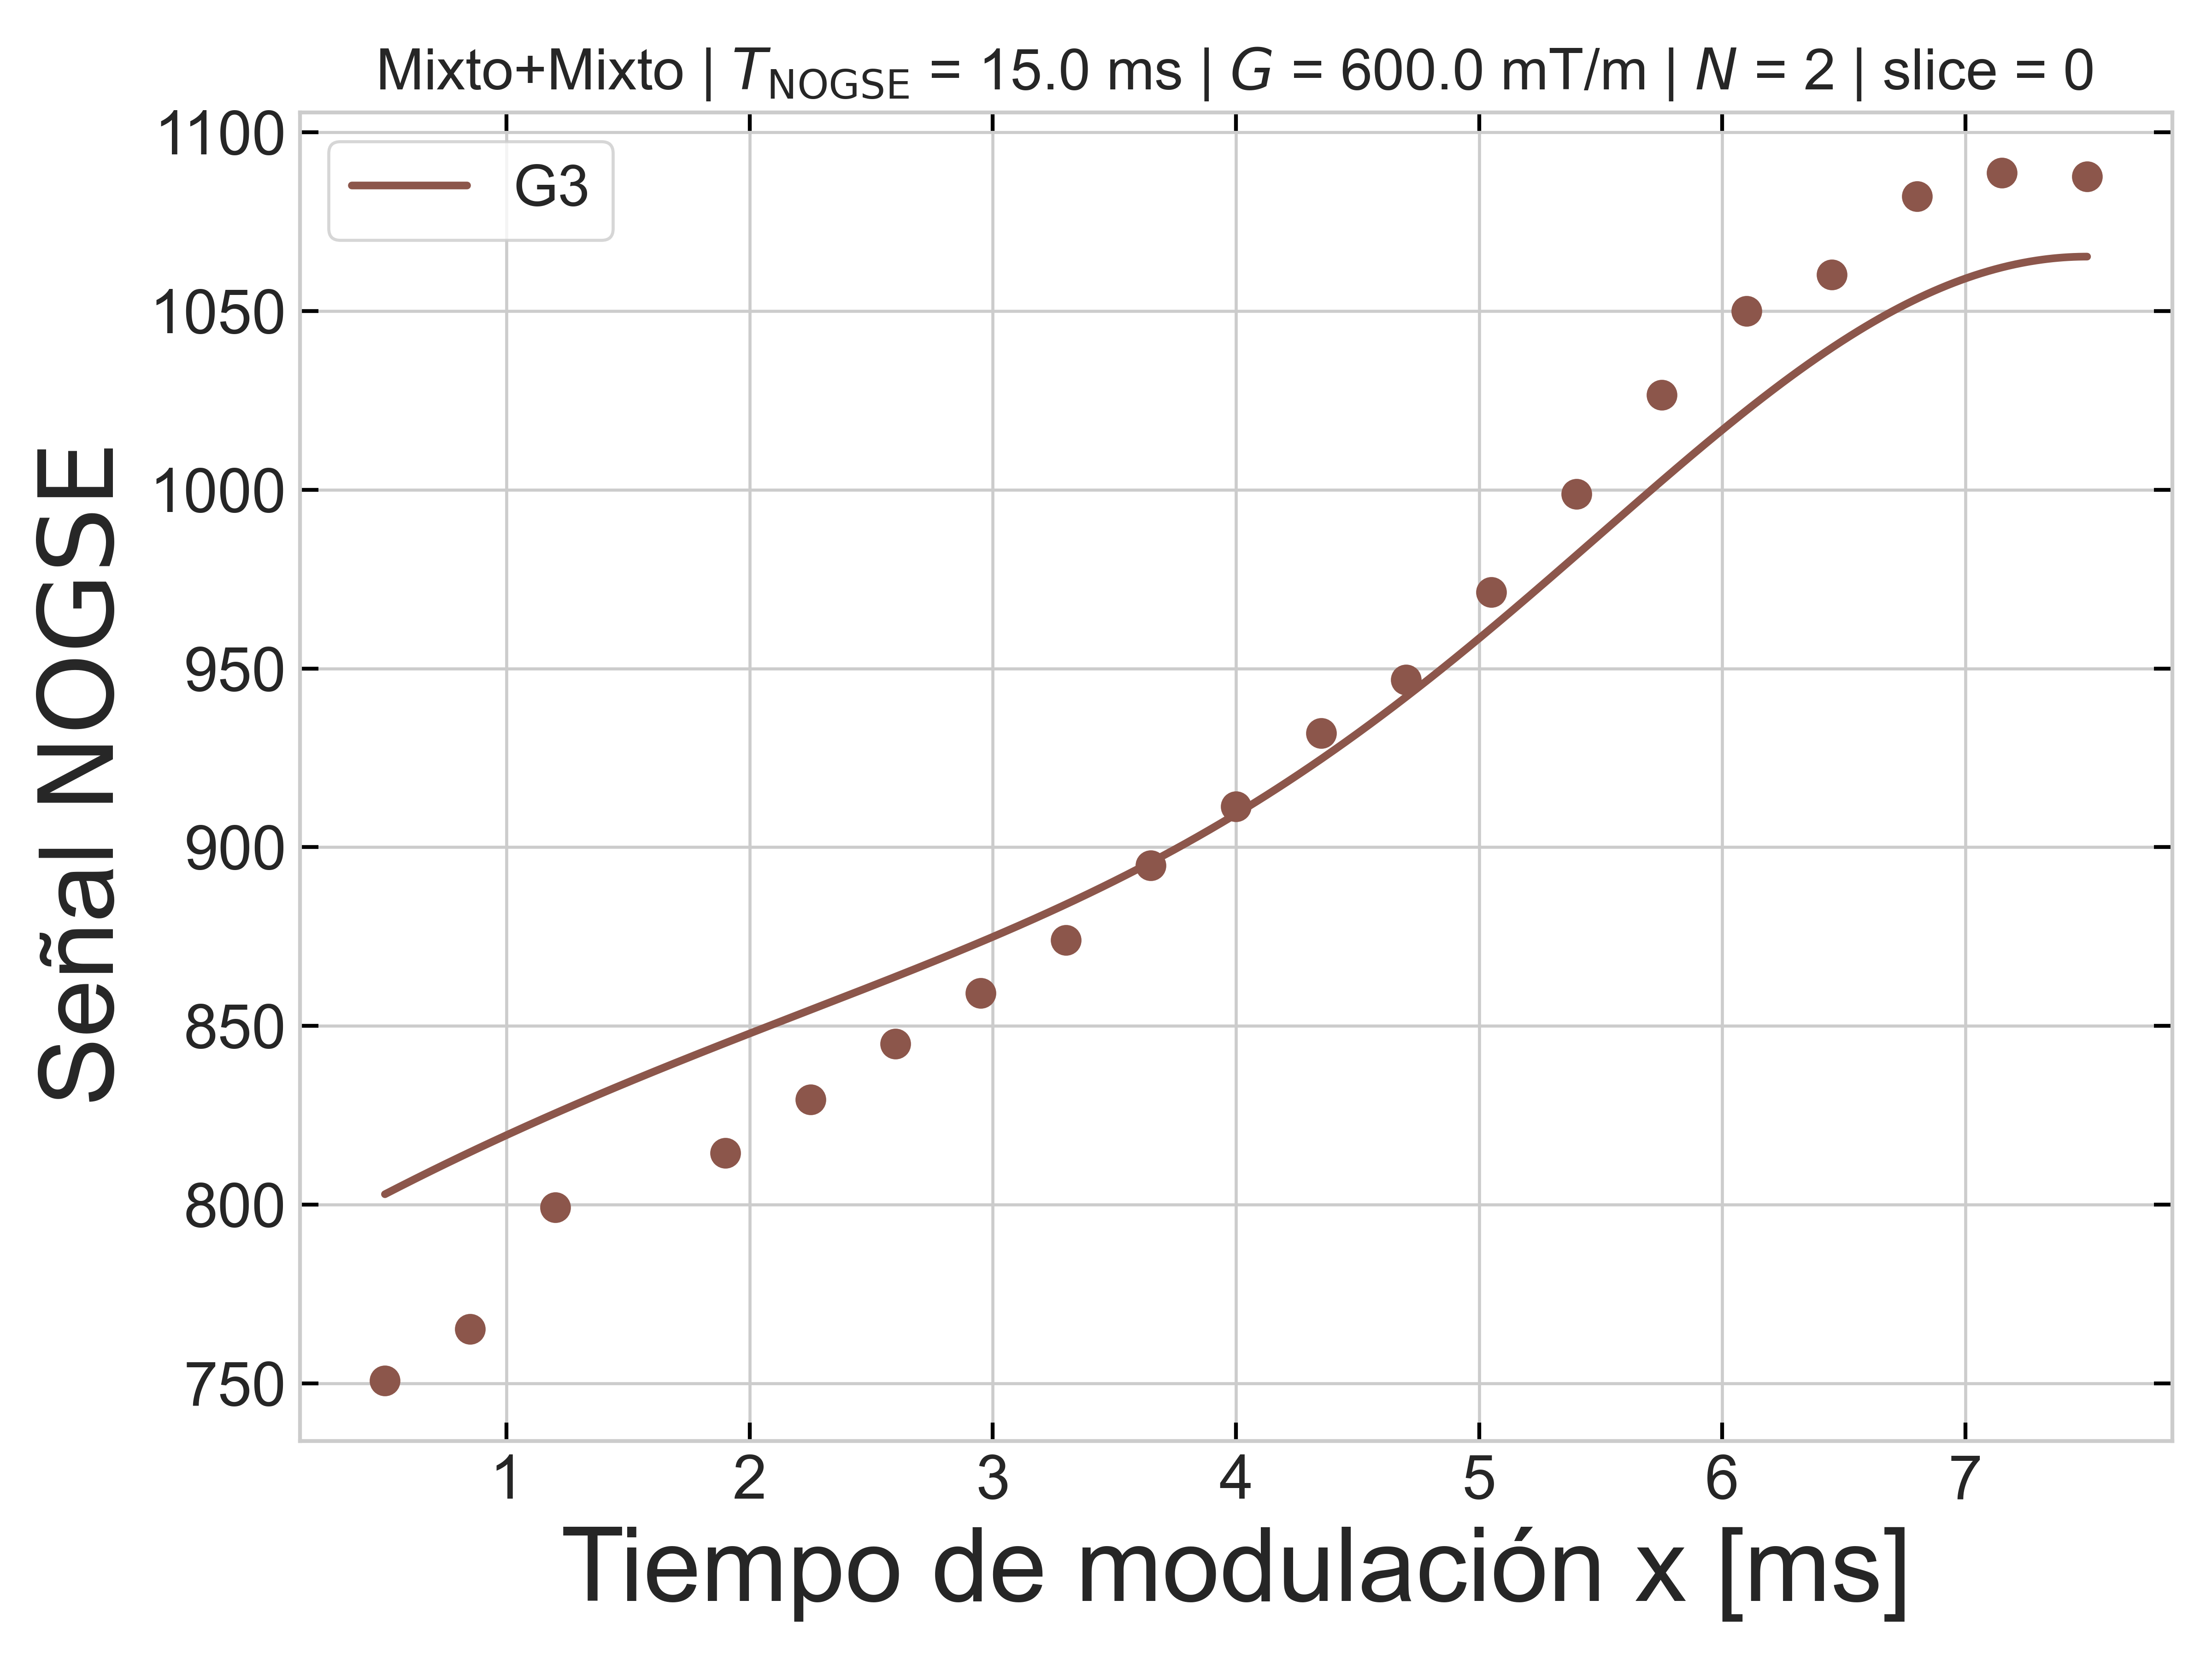 Mixto+Mixto | T_NOGSE = 15.0 ms | G = 600.0 mT/m | N = 2 | slice = 0
G3
1100
1050
1000
950
900
850
800
750
Señal NOGSE
1 2 3 4 5 6 7
Tiempo de modulación x [ms]